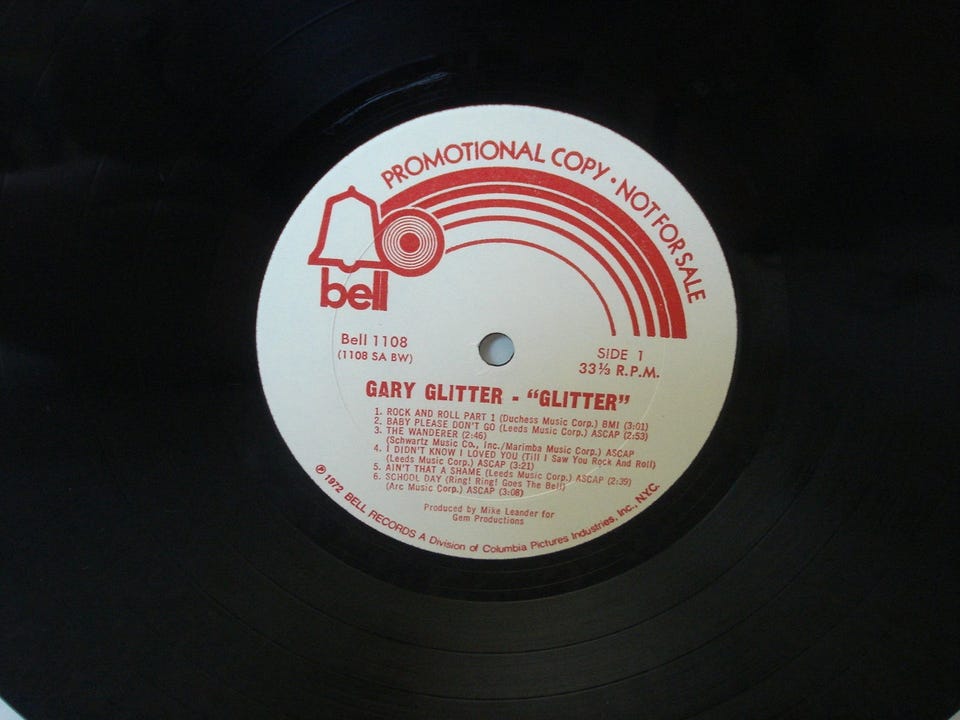 PROMOTIONAL COPY • NOT FOR SALE
bell
Bell 1108
(1108 SA BW)
SIDE 1
33⅓ R.P.M.
GARY GLITTER - "GLITTER"
1. ROCK AND ROLL PART 1 (Duchess Music Corp.) BMI (3:01)
2. BABY PLEASE DON'T GO (Leeds Music Corp.) ASCAP (2:53)
3. THE WANDERER (2:46)
(Schwartz Music Co., Inc./Marimba Music Corp.) ASCAP
4. I DIDN'T KNOW I LOVED YOU (Till I Saw You Rock And Roll)
(Leeds Music Corp.) ASCAP (3:21)
5. AIN'T THAT A SHAME (Leeds Music Corp.) ASCAP (2:39)
6. SCHOOL DAY (Ring! Ring! Goes The Bell)
(Arc Music Corp.) ASCAP (3:08)
Produced by Mike Leander for
Gem Productions
℗ 1972 BELL RECORDS A Division of Columbia Pictures Industries, Inc., N.Y.C.